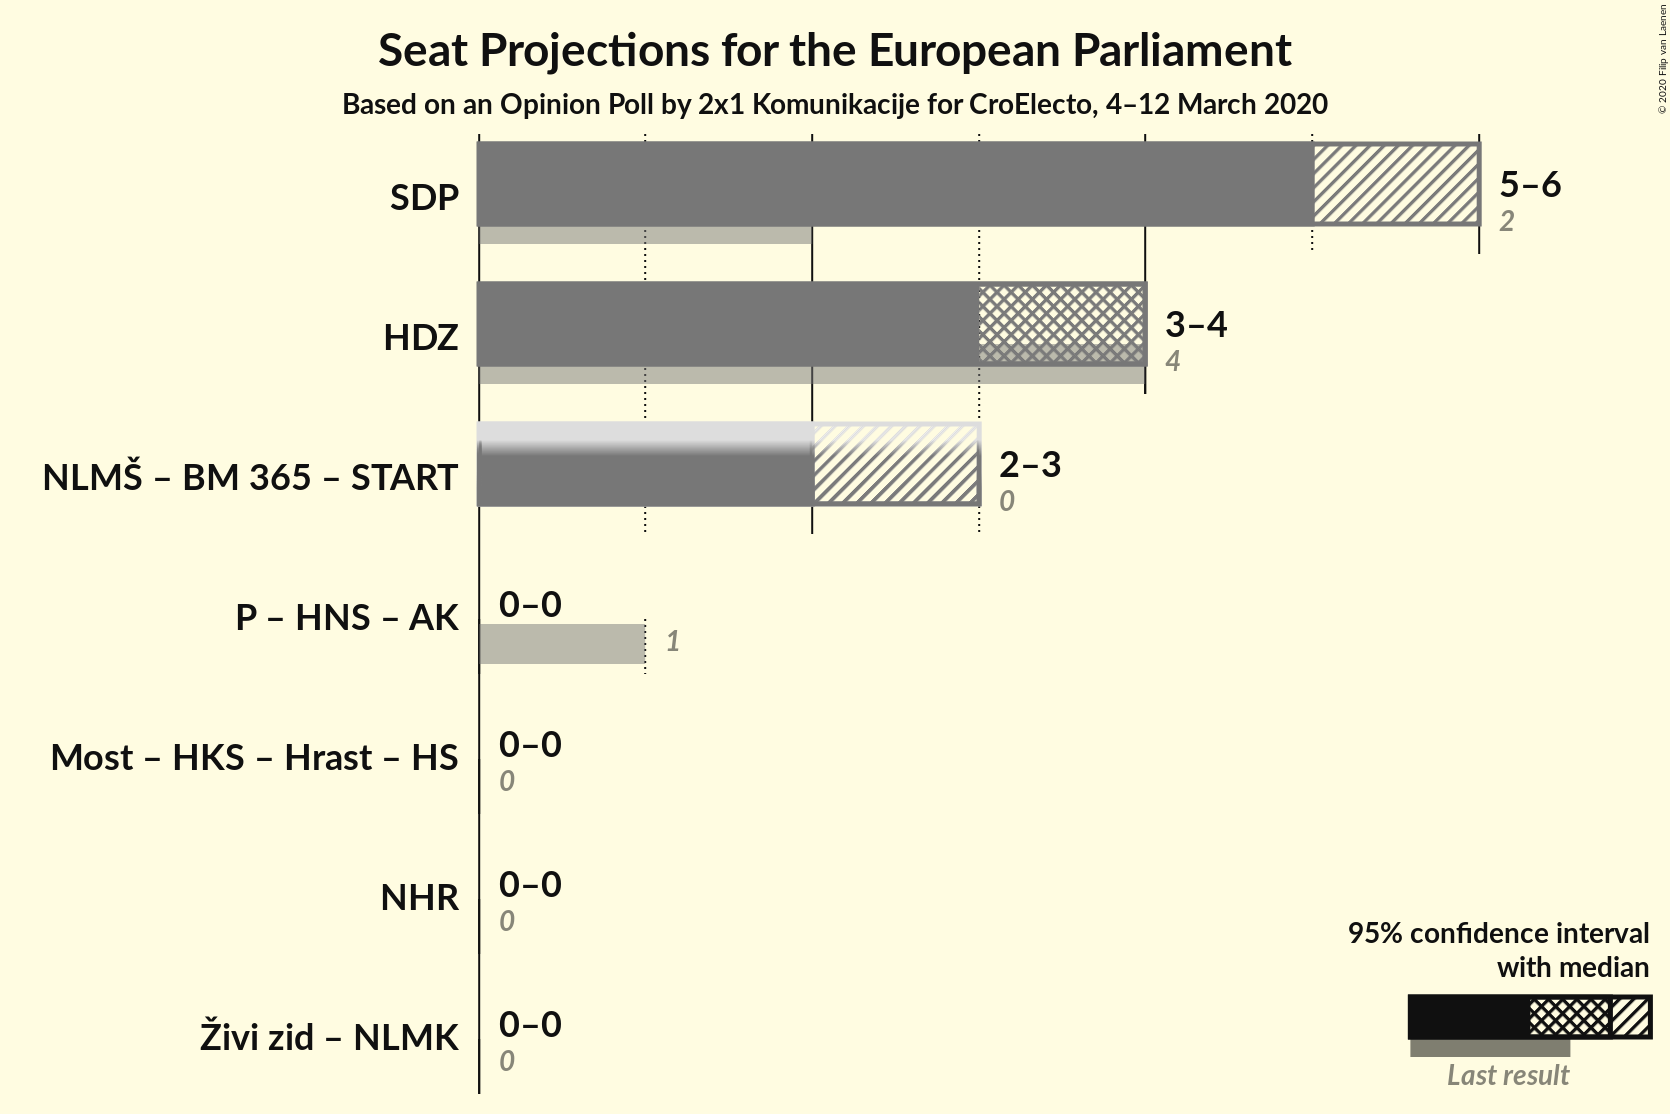 Seat Projections for the European Parliament
Based on an Opinion Poll by 2x1 Komunikacije for CroElecto, 4–12 March 2020
© 2020 Filip van Laenen
SDP
5–6
2
HDZ
3–4
4
NLMŠ – BM 365 – START
2–3
0
P – HNS – AK
0–0
1
Most – HKS – Hrast – HS
0–0
0
NHR
0–0
0
Živi zid – NLMK
0–0
0
95% confidence interval
with median
Last result